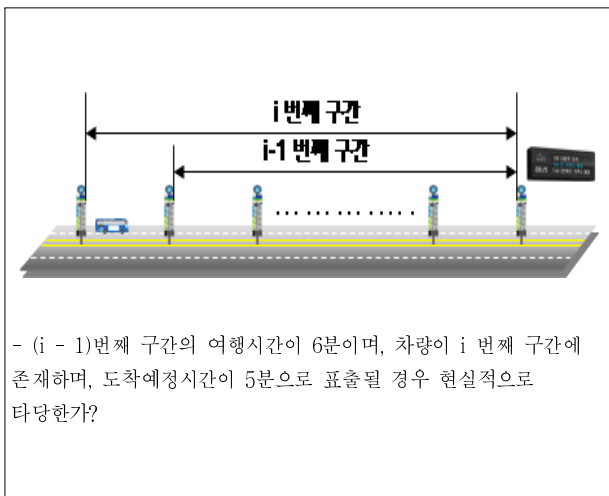 i 번째 구간
i-1 번째 구간
- (i - 1)번째 구간의 여행시간이 6분이며, 차량이 i 번째 구간에
존재하며, 도착예정시간이 5분으로 표출될 경우 현실적으로
타당한가?